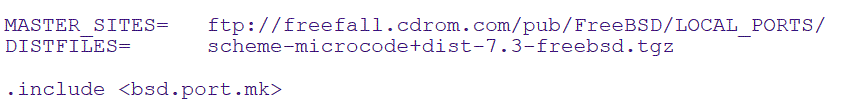 MASTER_SITES=   ftp://freefall.cdrom.com/pub/FreeBSD/LOCAL_PORTS/
DISTFILES=      scheme-microcode+dist-7.3-freebsd.tgz

.include <bsd.port.mk>